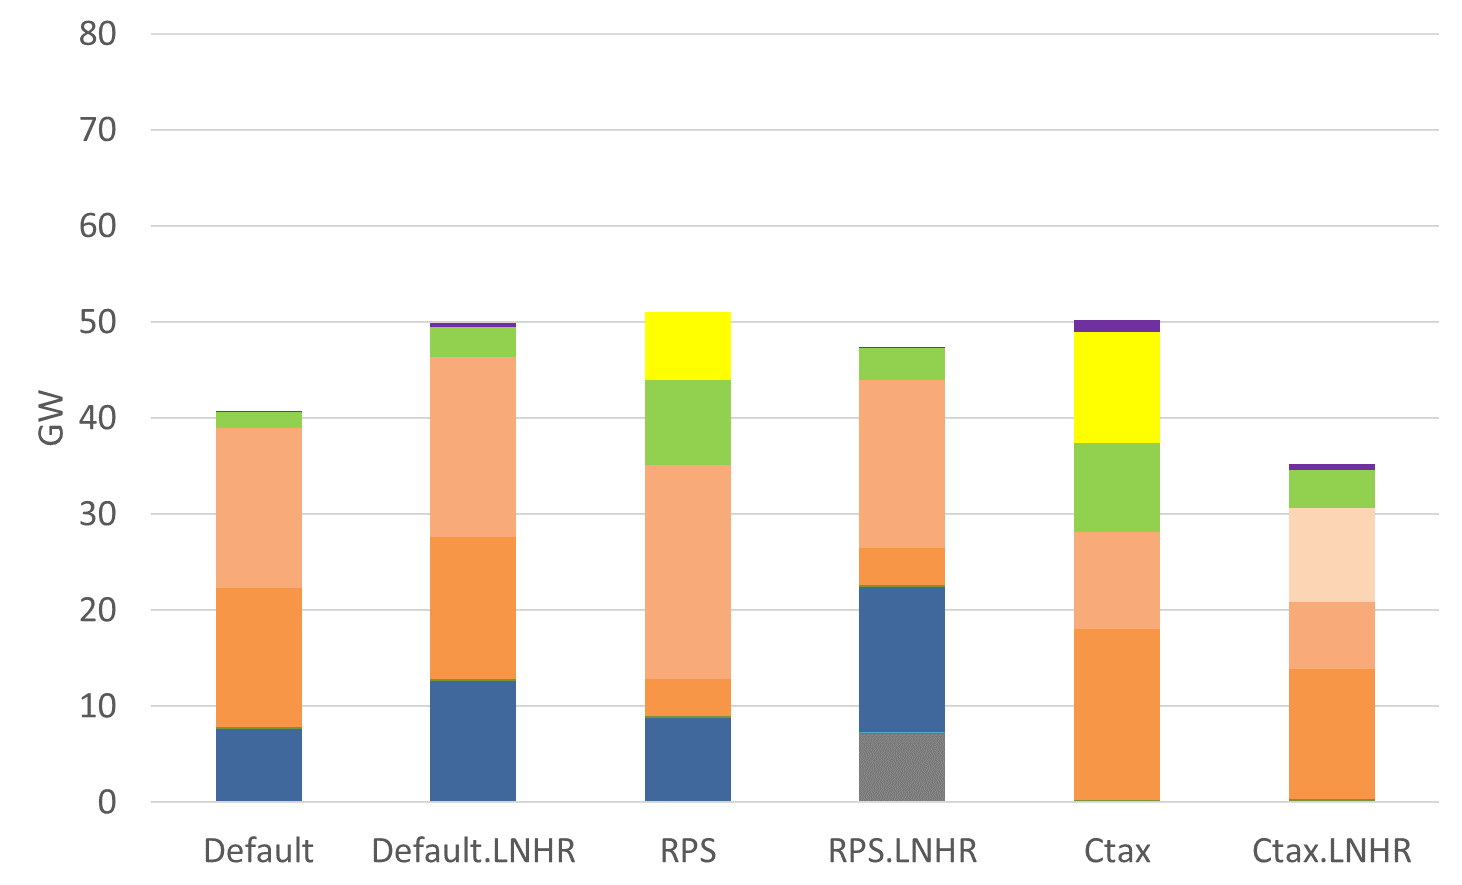 80
70
60
50
40
30
20
10
0
GW
Default
Default.LNHR
RPS
RPS.LNHR
Ctax
Ctax.LNHR